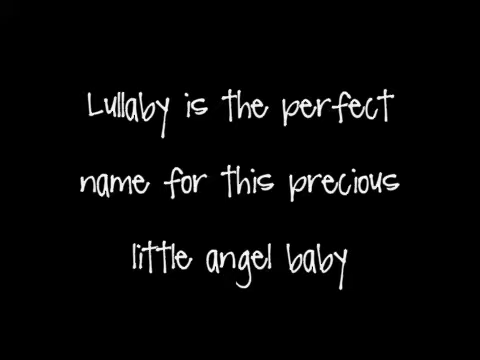 Lullaby is the perfect
name for this precious
little angel baby